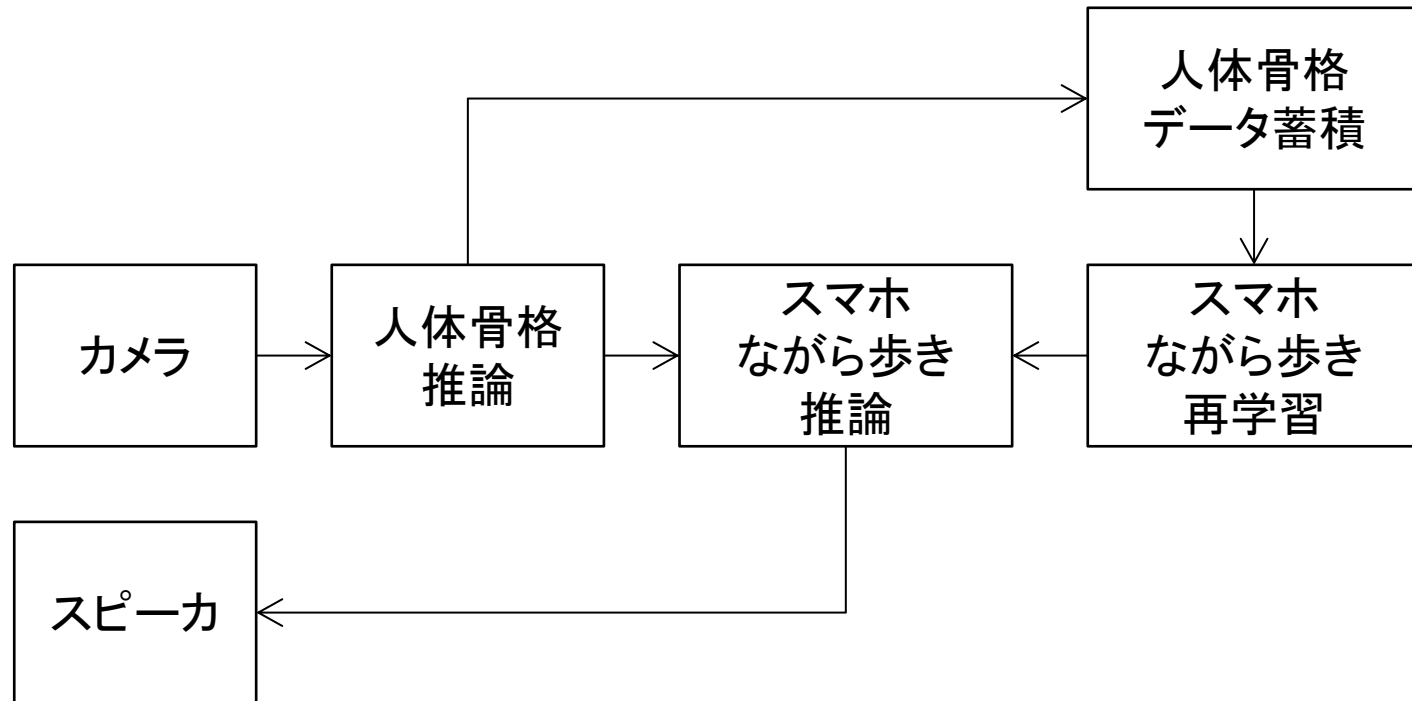 人体骨格
データ蓄積
カメラ
人体骨格
推論
スマホ
ながら歩き
推論
スマホ
ながら歩き
再学習
スピーカ